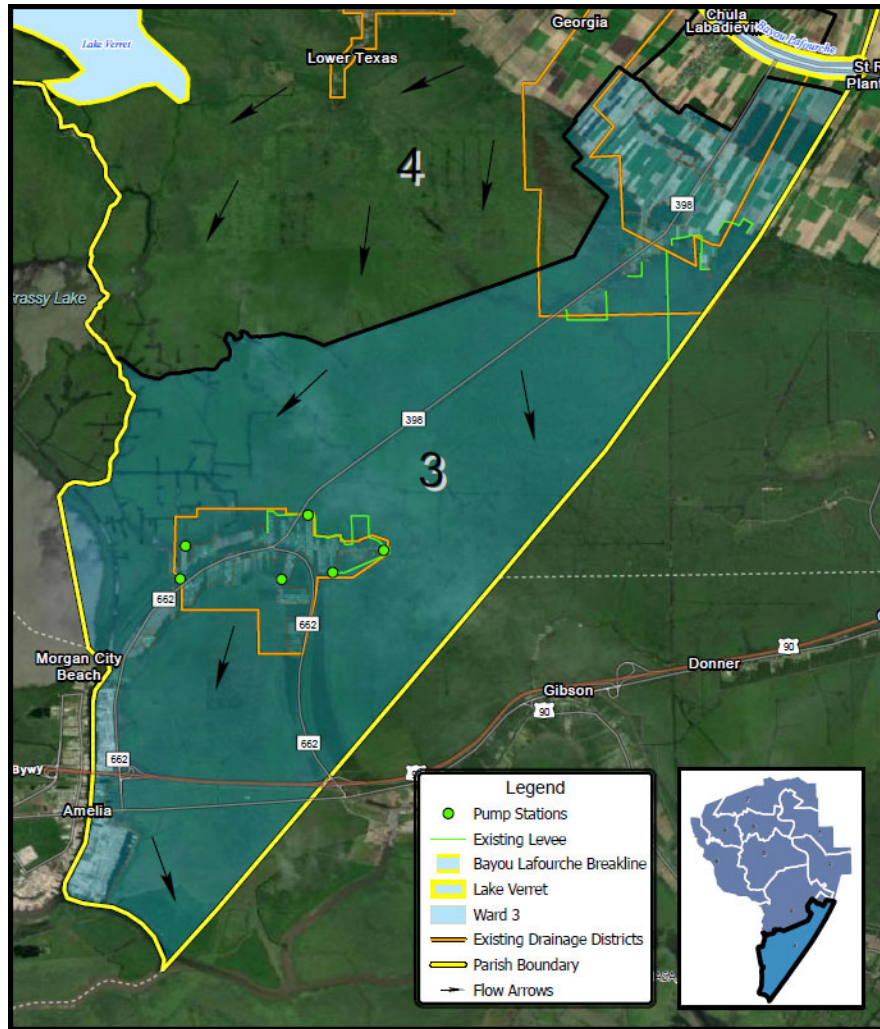 Lake Verret
Lower Texas
Georgia
Chula
Labadievil
Bayou Lafourche
St R
Plant
4
398
Grassy Lake
398
3
662
662
Morgan City
Beach
662
662
Donner
90
Gibson
90
Bywy
Amelia
Legend
Pump Stations
Existing Levee
Bayou Lafourche Breakline
Lake Verret
Ward 3
Existing Drainage Districts
Parish Boundary
Flow Arrows